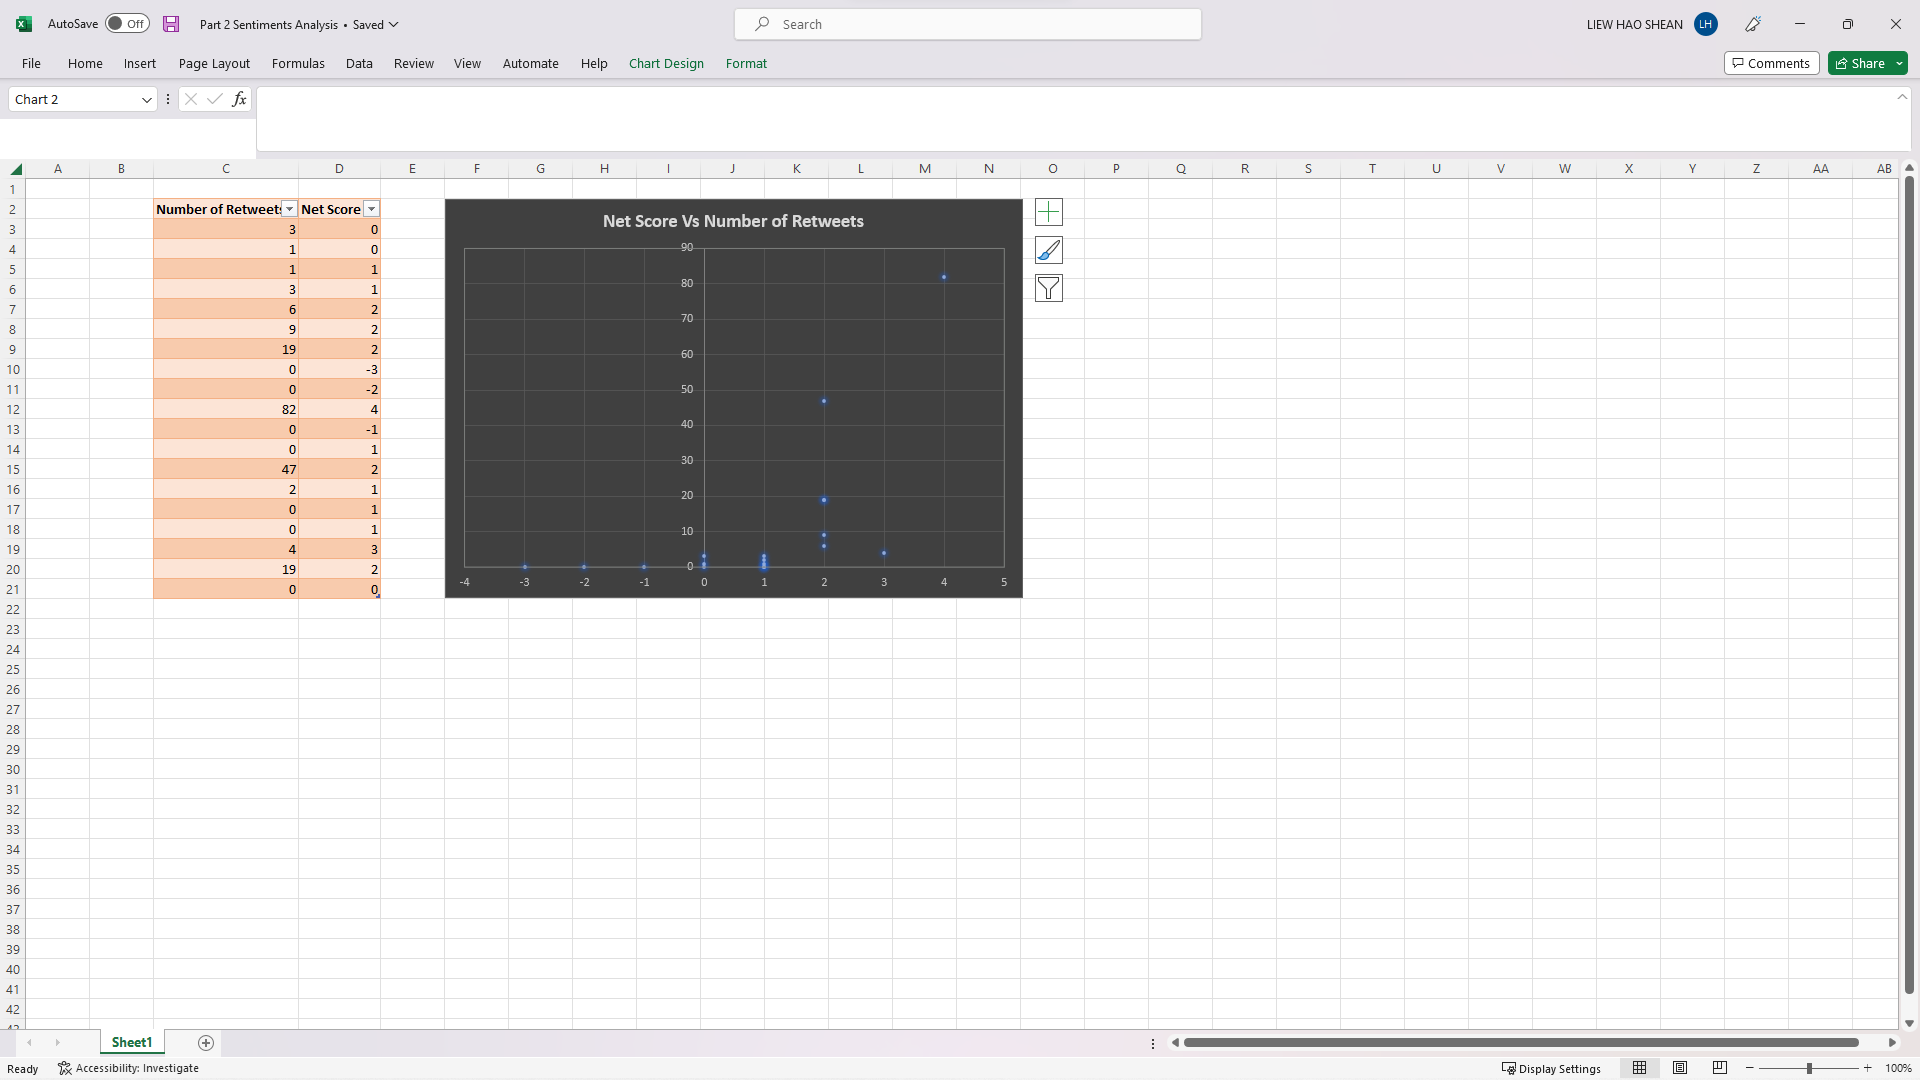 AutoSave Off Part 2 Sentiments Analysis • Saved Search LIEW HAO SHEAN LH
File Home Insert Page Layout Formulas Data Review View Automate Help Chart Design Format Comments Share
Chart 2 fx
A B C D E F G H I J K L M N O P Q R S T U V W X Y Z AA AB
1
2 Number of Retweets Net Score
3 3 0
4 1 0
5 1 1
6 3 1
7 6 2
8 9 2
9 19 2
10 0 -3
11 0 -2
12 82 4
13 0 -1
14 0 1
15 47 2
16 2 1
17 0 1
18 0 1
19 4 3
20 19 2
21 0 0
22
23
24
25
26
27
28
29
30
31
32
33
34
35
36
37
38
39
40
41
42
43
Net Score Vs Number of Retweets
90
80
70
60
50
40
30
20
10
0
-4 -3 -2 -1 0 1 2 3 4 5
Sheet1
Ready Accessibility: Investigate Display Settings 100%